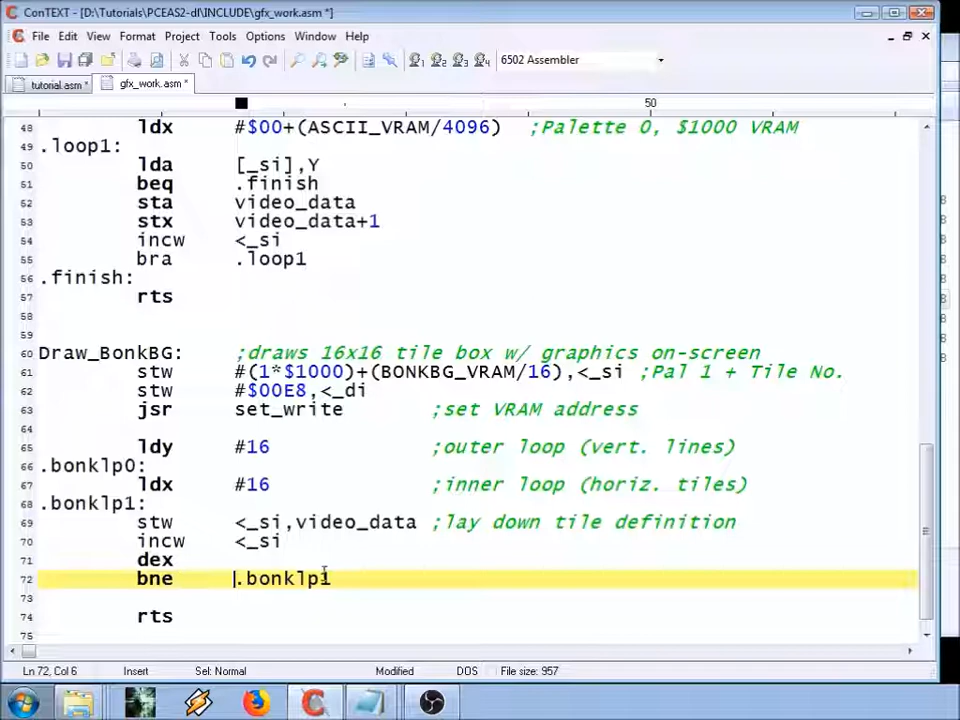 ConTEXT - [D:\Tutorials\PCEAS2-dl\INCLUDE\gfx_work.asm *]
File Edit View Format Project Tools Options Window Help
6502 Assembler
tutorial.asm * gfx_work.asm *
50
48 ldx #$00+(ASCII_VRAM/4096) ;Palette 0, $1000 VRAM
49 .loop1:
50 lda [_si],Y
51 beq .finish
52 sta video_data
53 stx video_data+1
54 incw <_si
55 bra .loop1
56 .finish:
57 rts
58
59
60 Draw_BonkBG: ;draws 16x16 tile box w/ graphics on-screen
61 stw #(1*$1000)+(BONKBG_VRAM/16),<_si ;Pal 1 + Tile No.
62 stw #$00E8,<_di
63 jsr set_write ;set VRAM address
64
65 ldy #16 ;outer loop (vert. lines)
66 .bonklp0:
67 ldx #16 ;inner loop (horiz. tiles)
68 .bonklp1:
69 stw <_si,video_data ;lay down tile definition
70 incw <_si
71 dex
72 bne .bonklp1
73
74 rts
75
Ln 72, Col 6 Insert Sel: Normal Modified DOS File size: 957